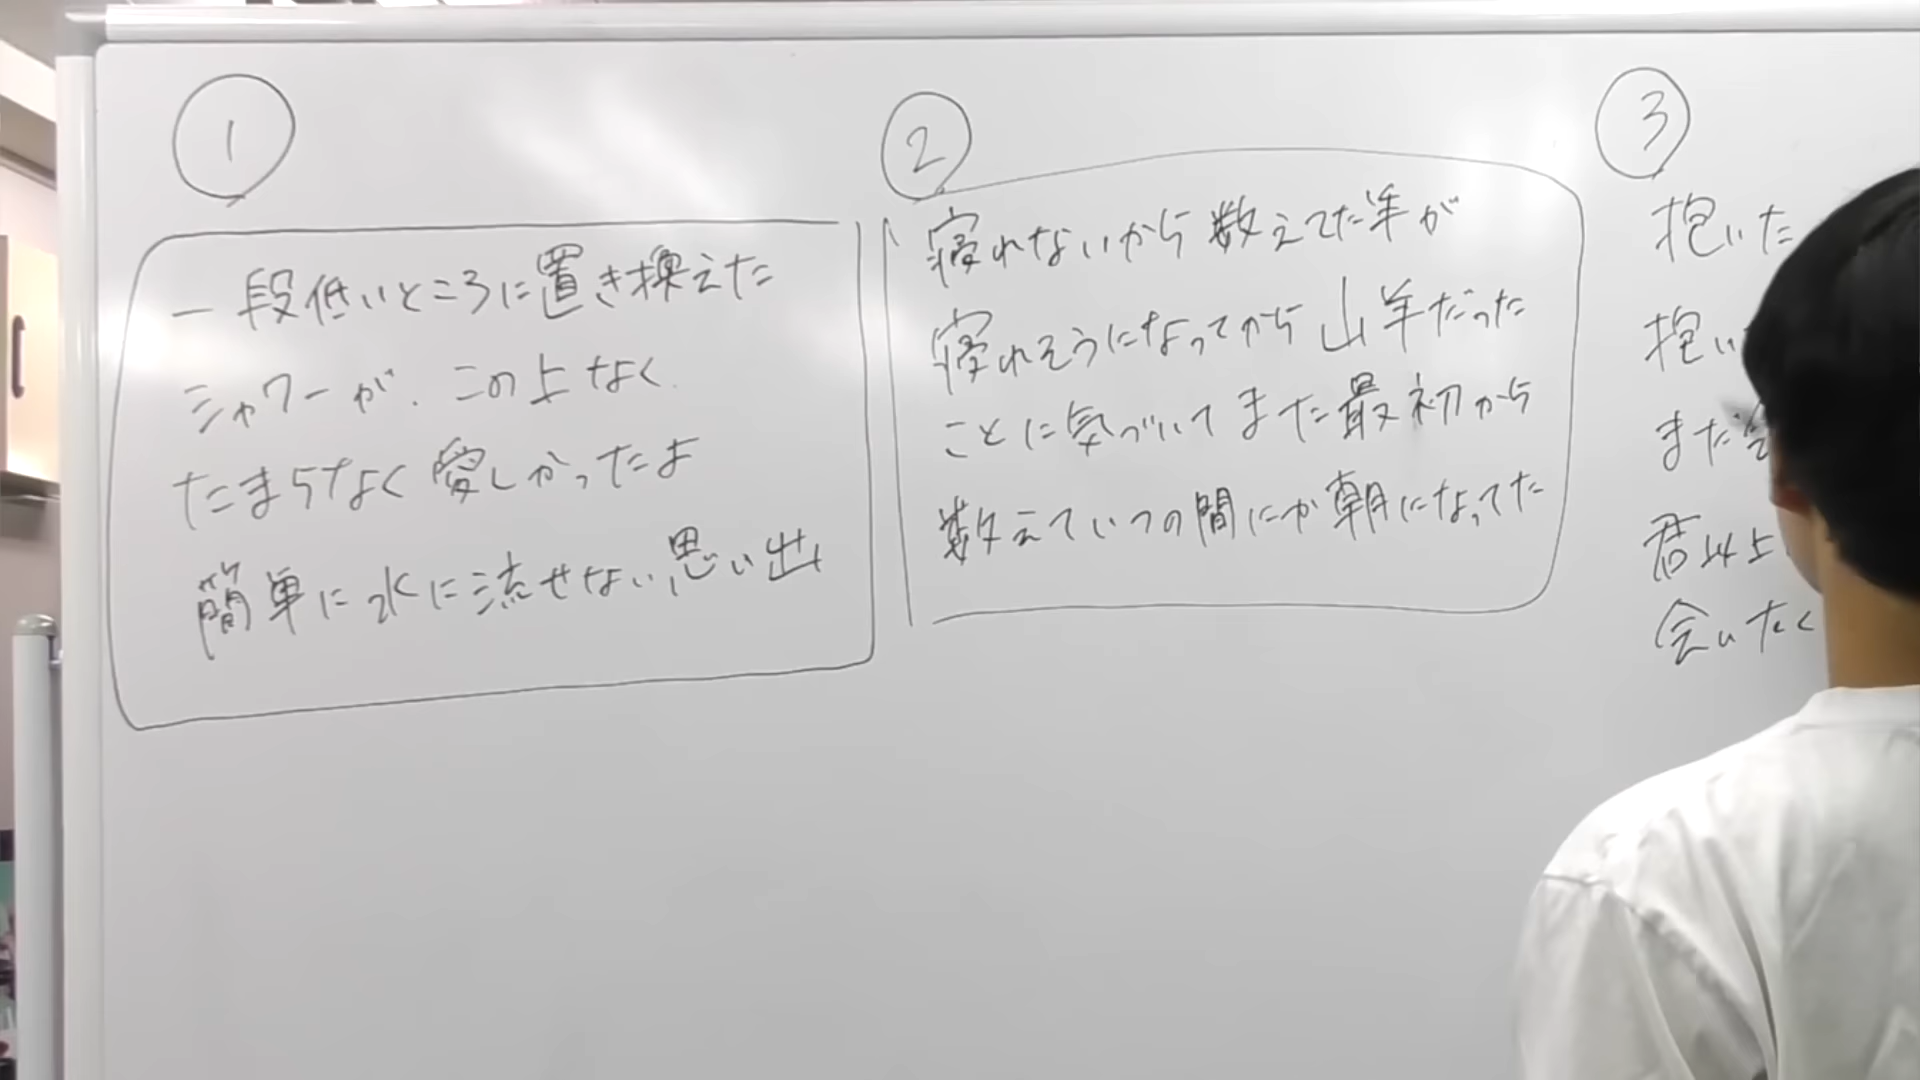 1
一段低いところに置き換えた
シャワーが、この上なく
たまらなく愛しかったよ
簡単に水に流せない思い出
2
寝れないから数えてた羊が
寝れそうになってから山羊だった
ことに気づいてまた最初から
数えていつの間にか朝になってた
3
抱いた
抱い
また会
君以上
会いたく